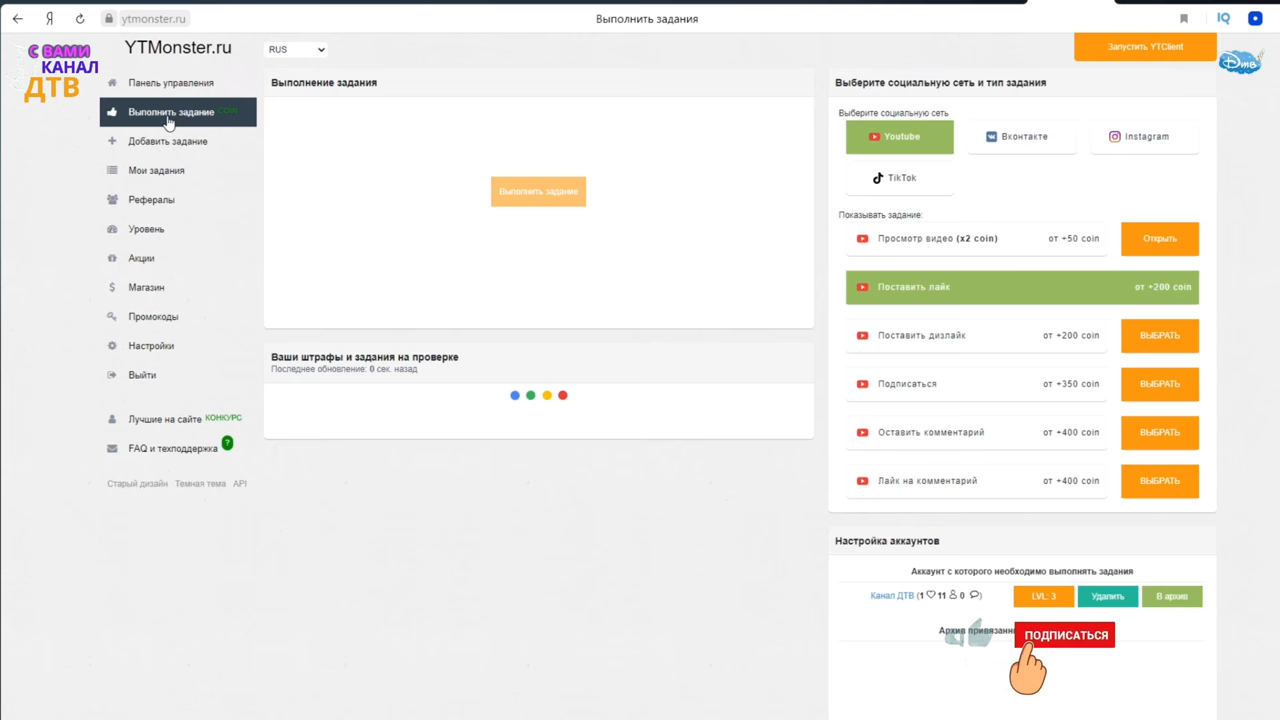 ytmonster.ru
Выполнить задания
IQ
С ВАМИ
КАНАЛ
ДТВ
YTMonster.ru
RUS
Запустить YTClient
ДТВ
Панель управления
Выполнить задание COIN
Добавить задание
Мои задания
Рефералы
Уровень
Акции
Магазин
Промокоды
Настройки
Выйти
Лучшие на сайте КОНКУРС
FAQ и техподдержка ?
Старый дизайн Темная тема API
Выполнение задания
Выполнить задание
Ваши штрафы и задания на проверке
Последнее обновление: 0 сек. назад
Выберите социальную сеть и тип задания
Выберите социальную сеть
Youtube
Вконтакте
Instagram
TikTok
Показывать задание:
Просмотр видео (x2 coin) от +50 coin Открыть
Поставить лайк от +200 coin
Поставить дизлайк от +200 coin ВЫБРАТЬ
Подписаться от +350 coin ВЫБРАТЬ
Оставить комментарий от +400 coin ВЫБРАТЬ
Лайк на комментарий от +400 coin ВЫБРАТЬ
Настройка аккаунтов
Аккаунт с которого необходимо выполнять задания
Канал ДТВ (1 11 0 ) LVL: 3 Удалить В архив
Архив
ПОДПИСАТЬСЯ